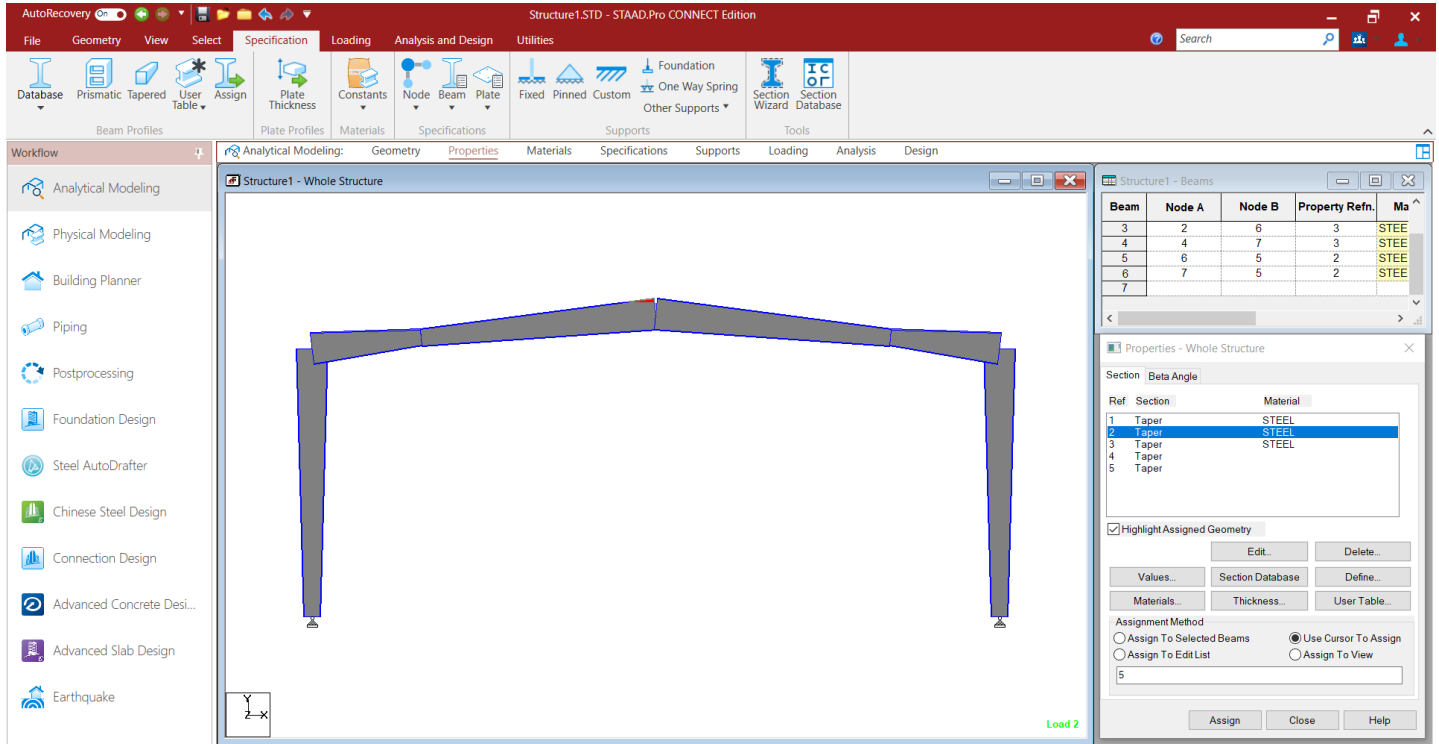 AutoRecovery On
Structure1.STD - STAAD.Pro CONNECT Edition
File Geometry View Select Specification Loading Analysis and Design Utilities Search
Database Prismatic Tapered User Table Assign Plate Thickness Constants Node Beam Plate Fixed Pinned Custom Foundation One Way Spring Other Supports Section Wizard Section Database
Beam Profiles Plate Profiles Materials Specifications Supports Tools
Workflow
Analytical Modeling: Geometry Properties Materials Specifications Supports Loading Analysis Design
Analytical Modeling
Physical Modeling
Building Planner
Piping
Postprocessing
Foundation Design
Steel AutoDrafter
Chinese Steel Design
Connection Design
Advanced Concrete Desi...
Advanced Slab Design
Earthquake
Structure1 - Whole Structure
Y
Z X
Load 2
Structure1 - Beams
Beam Node A Node B Property Refn. Ma
3 2 6 3 STEE
4 4 7 3 STEE
5 6 5 2 STEE
6 7 5 2 STEE
7
Properties - Whole Structure
Section Beta Angle
Ref Section Material
1 Taper STEEL
2 Taper STEEL
3 Taper STEEL
4 Taper
5 Taper
Highlight Assigned Geometry
Edit... Delete...
Values... Section Database Define...
Materials... Thickness... User Table...
Assignment Method
Assign To Selected Beams Use Cursor To Assign
Assign To Edit List Assign To View
5
Assign Close Help